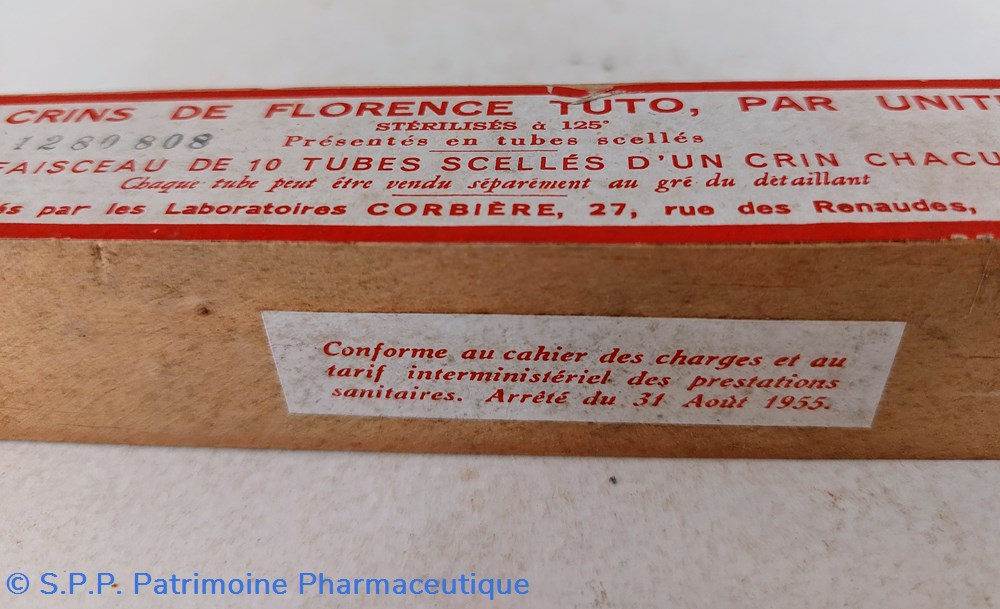 CRINS DE FLORENCE TUTO, PAR UNIT
STÉRILISÉS à 125°
1280808
Présentés en tubes scellés
FAISCEAU DE 10 TUBES SCELLÉS D'UN CRIN CHACU
Chaque tube peut être vendu séparément au gré du détaillant
és par les Laboratoires CORBIÈRE, 27, rue des Renaudes,
Conforme au cahier des charges et au
tarif interministériel des prestations
sanitaires. Arrêté du 31 Août 1955.
© S.P.P. Patrimoine Pharmaceutique